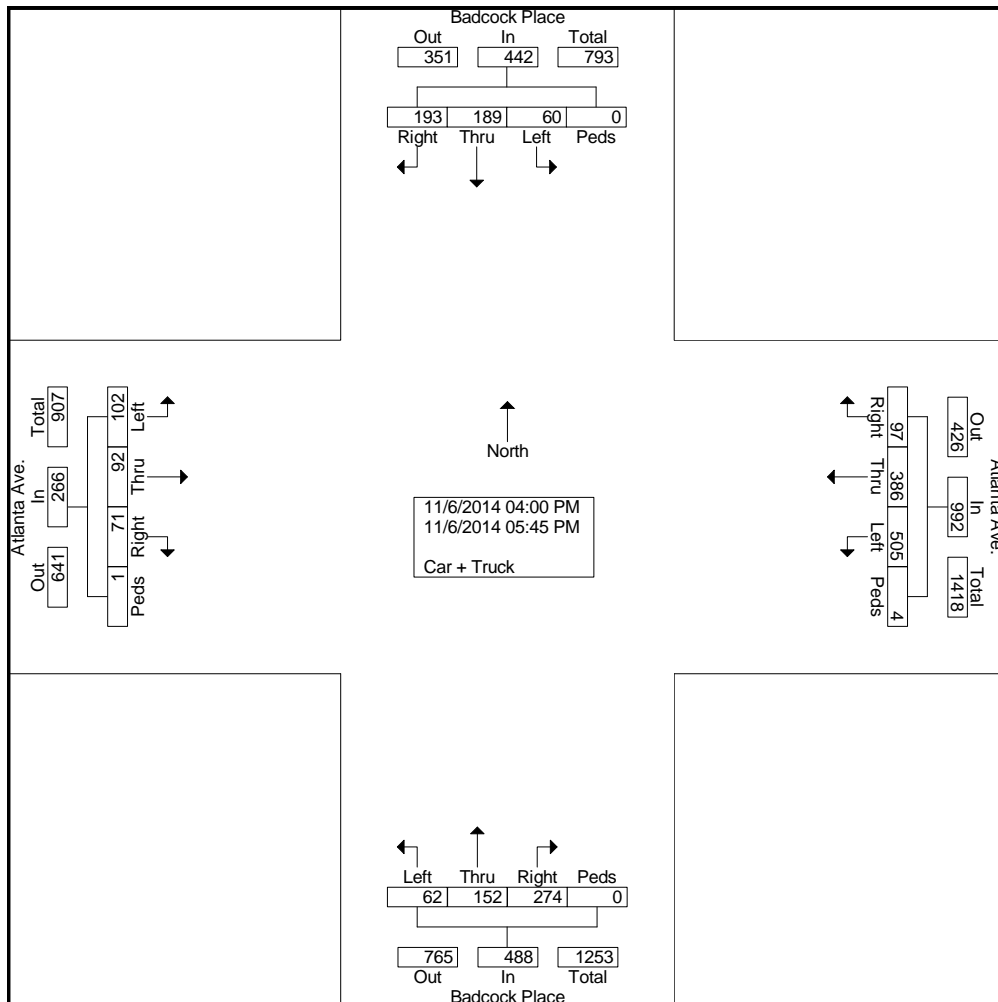 Badcock Place
Out In Total
351 442 793
193 189 60 0
Right Thru Left Peds
Atlanta Ave.
Total In Out
907 266 641
102 92 71 1
Left Thru Right Peds
North
11/6/2014 04:00 PM
11/6/2014 05:45 PM
Car + Truck
Right Thru Left Peds
97 386 505 4
Out In Total
426 992 1418
Atlanta Ave.
Left Thru Right Peds
62 152 274 0
765 488 1253
Out In Total
Badcock Place